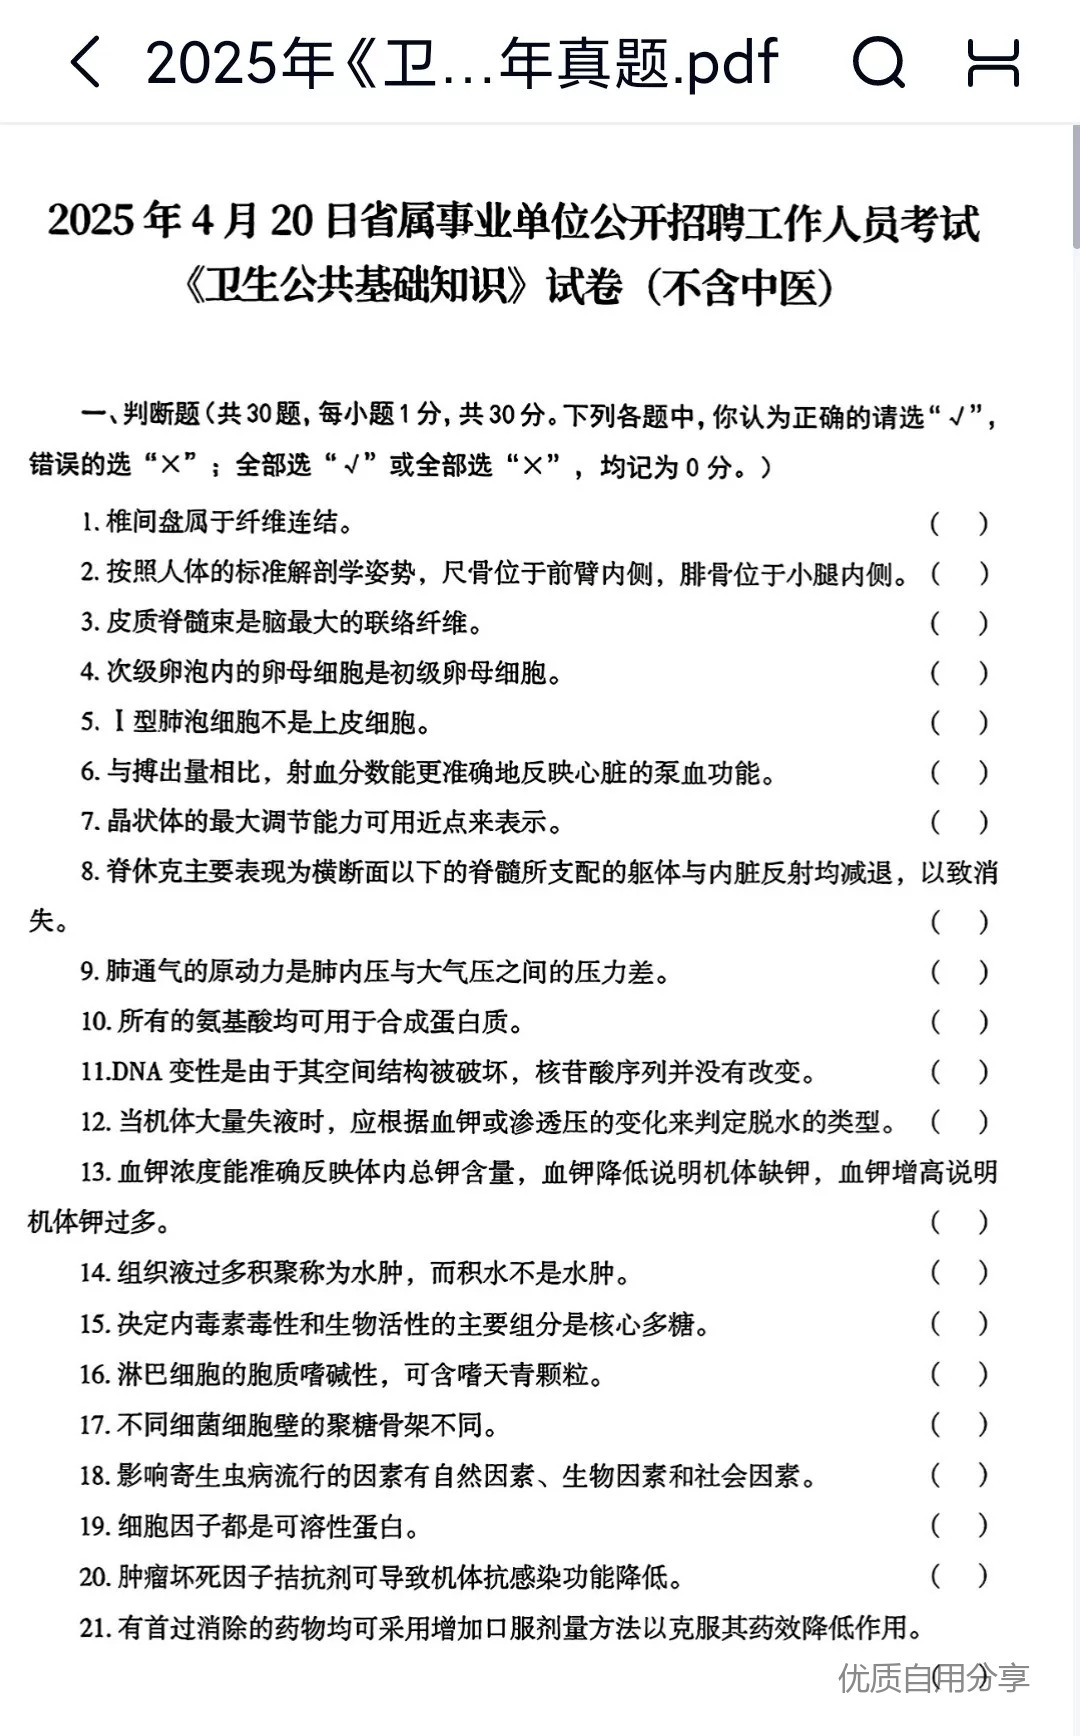 2025年《卫...年真题.pdf
2025年4月20日省属事业单位公开招聘工作人员考试
《卫生公共基础知识》试卷（不含中医）
一、判断题（共30题，每小题1分，共30分。下列各题中，你认为正确的请选“√”，
错误的选“×”；全部选“√”或全部选“×”，均记为0分。）
1. 椎间盘属于纤维连结。（ ）
2. 按照人体的标准解剖学姿势，尺骨位于前臂内侧，腓骨位于小腿内侧。（ ）
3. 皮质脊髓束是脑最大的联络纤维。（ ）
4. 次级卵泡内的卵母细胞是初级卵母细胞。（ ）
5. Ⅰ型肺泡细胞不是上皮细胞。（ ）
6. 与搏出量相比，射血分数能更准确地反映心脏的泵血功能。（ ）
7. 晶状体的最大调节能力可用近点来表示。（ ）
8. 脊休克主要表现为横断面以下的脊髓所支配的躯体与内脏反射均减退，以致消
失。（ ）
9. 肺通气的原动力是肺内压与大气压之间的压力差。（ ）
10. 所有的氨基酸均可用于合成蛋白质。（ ）
11.DNA 变性是由于其空间结构被破坏，核苷酸序列并没有改变。（ ）
12. 当机体大量失液时，应根据血钾或渗透压的变化来判定脱水的类型。（ ）
13. 血钾浓度能准确反映体内总钾含量，血钾降低说明机体缺钾，血钾增高说明
机体钾过多。（ ）
14. 组织液过多积聚称为水肿，而积水不是水肿。（ ）
15. 决定内毒素毒性和生物活性的主要组分是核心多糖。（ ）
16. 淋巴细胞的胞质嗜碱性，可含嗜天青颗粒。（ ）
17. 不同细菌细胞壁的聚糖骨架不同。（ ）
18. 影响寄生虫病流行的因素有自然因素、生物因素和社会因素。（ ）
19. 细胞因子都是可溶性蛋白。（ ）
20. 肿瘤坏死因子拮抗剂可导致机体抗感染功能降低。（ ）
21. 有首过消除的药物均可采用增加口服剂量方法以克服其药效降低作用。
（ ）
优质自用分享